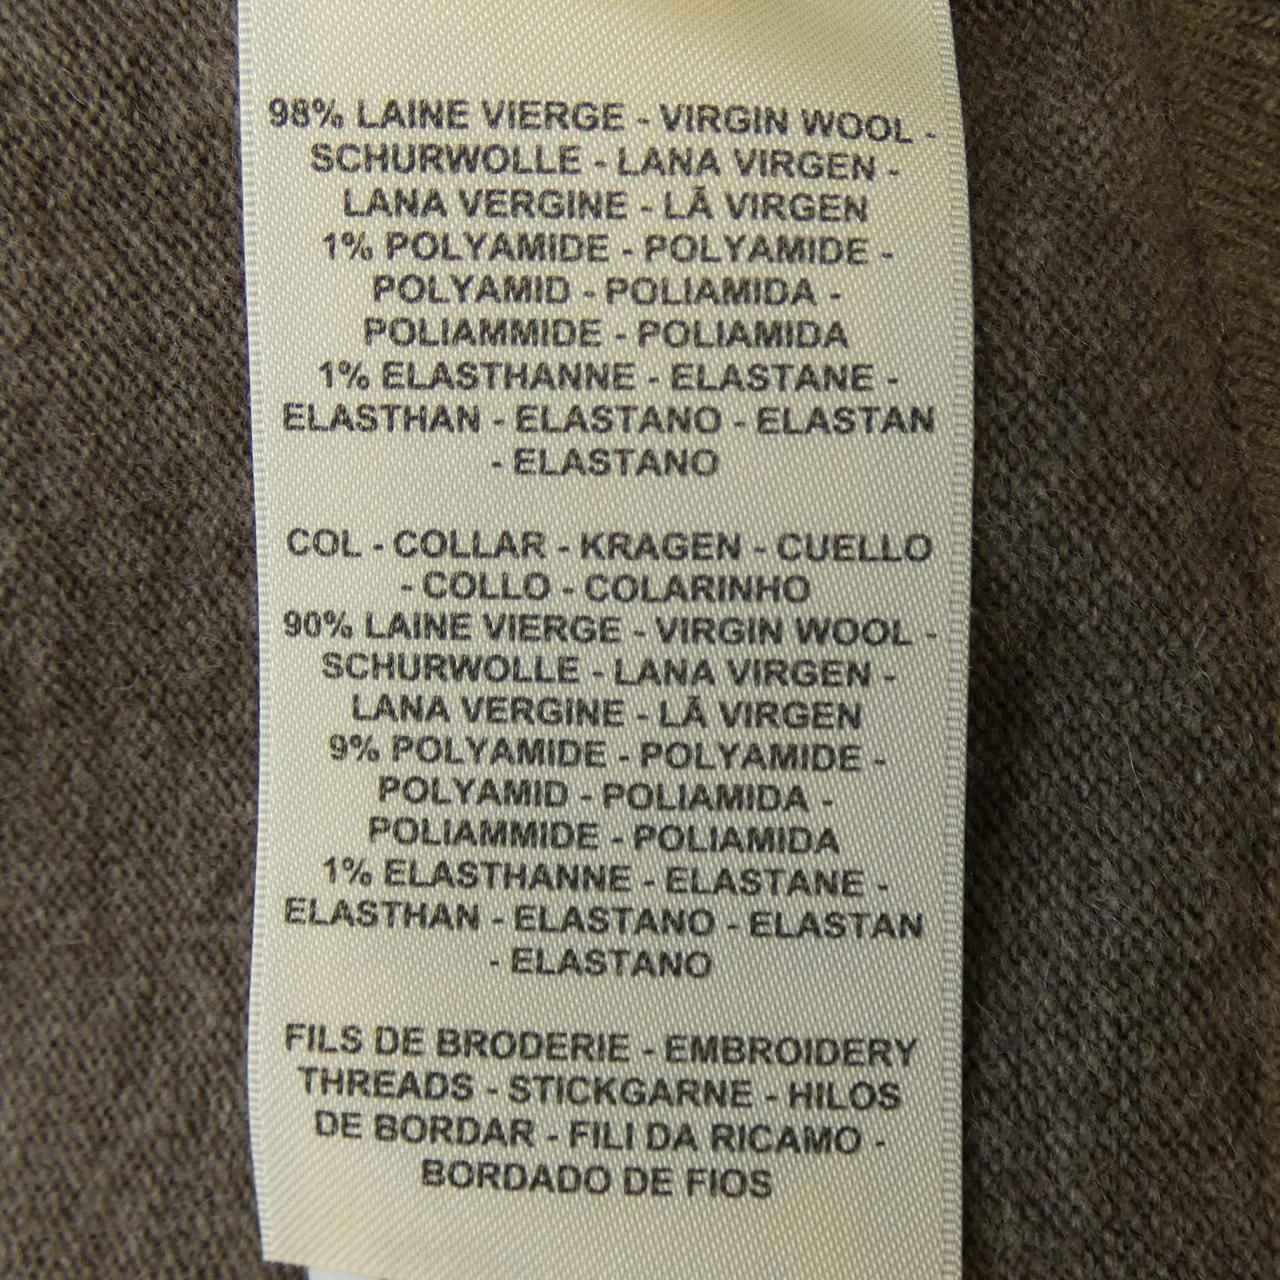 98% LAINE VIERGE - VIRGIN WOOL -
SCHURWOLLE - LANA VIRGEN -
LANA VERGINE - LÃ VIRGEN
1% POLYAMIDE - POLYAMIDE -
POLYAMID - POLIAMIDA -
POLIAMMIDE - POLIAMIDA
1% ELASTHANNE - ELASTANE -
ELASTHAN - ELASTANO - ELASTAN
- ELASTANO
COL - COLLAR - KRAGEN - CUELLO
- COLLO - COLARINHO
90% LAINE VIERGE - VIRGIN WOOL -
SCHURWOLLE - LANA VIRGEN -
LANA VERGINE - LÃ VIRGEN
9% POLYAMIDE - POLYAMIDE -
POLYAMID - POLIAMIDA -
POLIAMMIDE - POLIAMIDA
1% ELASTHANNE - ELASTANE -
ELASTHAN - ELASTANO - ELASTAN
- ELASTANO
FILS DE BRODERIE - EMBROIDERY
THREADS - STICKGARNE - HILOS
DE BORDAR - FILI DA RICAMO -
BORDADO DE FIOS